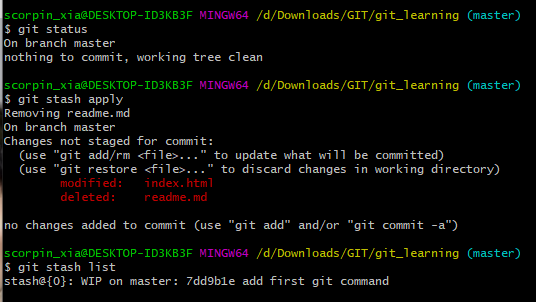 scorpin_xia@DESKTOP-ID3KB3F MINGW64 /d/Downloads/GIT/git_learning (master)
$ git status
On branch master
nothing to commit, working tree clean
scorpin_xia@DESKTOP-ID3KB3F MINGW64 /d/Downloads/GIT/git_learning (master)
$ git stash apply
Removing readme.md
On branch master
Changes not staged for commit:
  (use "git add/rm <file>..." to update what will be committed)
  (use "git restore <file>..." to discard changes in working directory)
        modified:   index.html
        deleted:    readme.md
no changes added to commit (use "git add" and/or "git commit -a")
scorpin_xia@DESKTOP-ID3KB3F MINGW64 /d/Downloads/GIT/git_learning (master)
$ git stash list
stash@{0}: WIP on master: 7dd9b1e add first git command